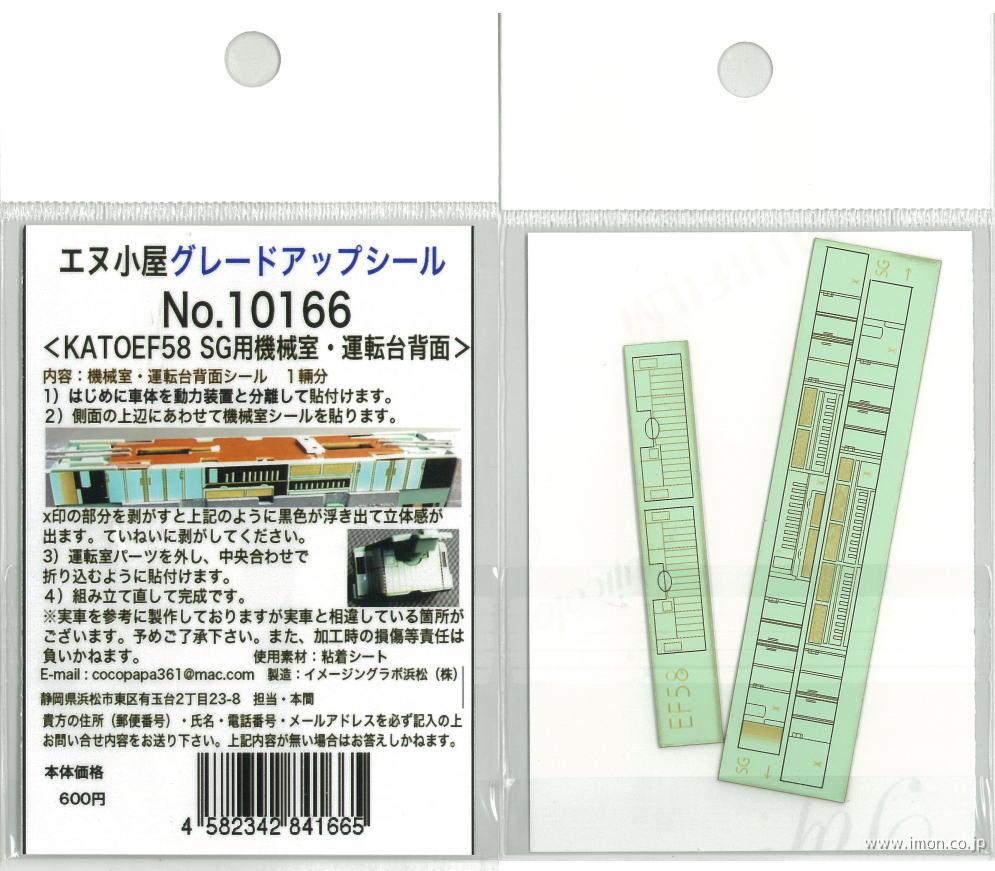 エヌ小屋グレードアップシール
No.10166
<KATOEF58 SG用機械室・運転台背面>
内容：機械室・運転台背面シール　１輌分
1）はじめに車体を動力装置と分離して貼付けます。
2）側面の上辺にあわせて機械室シールを貼ります。
x印の部分を剥がすと上記のように黒色が浮き出て立体感が
出ます。ていねいに剥がしてください。
3）運転室パーツを外し、中央合わせで
折り込むように貼付けます。
4）組み立て直して完成です。
※実車を参考に製作しておりますが実車と相違している箇所が
ございます。予めご了承下さい。また、加工時の損傷等責任は
負いかねます。　使用素材：粘着シート
E-mail : cocopapa361@mac.com　製造：イメージングラボ浜松（株）
静岡県浜松市東区有玉台2丁目23-8　担当・本間
貴方の住所（郵便番号）・氏名・電話番号・メールアドレスを必ず記入の上
お問い合せ内容をお送り下さい。上記内容が無い場合はお答えしかねます。
本体価格
600円
4 582342 841665
EF58
SG ↑
x
x
x
x
SG ↓
www.imon.co.jp